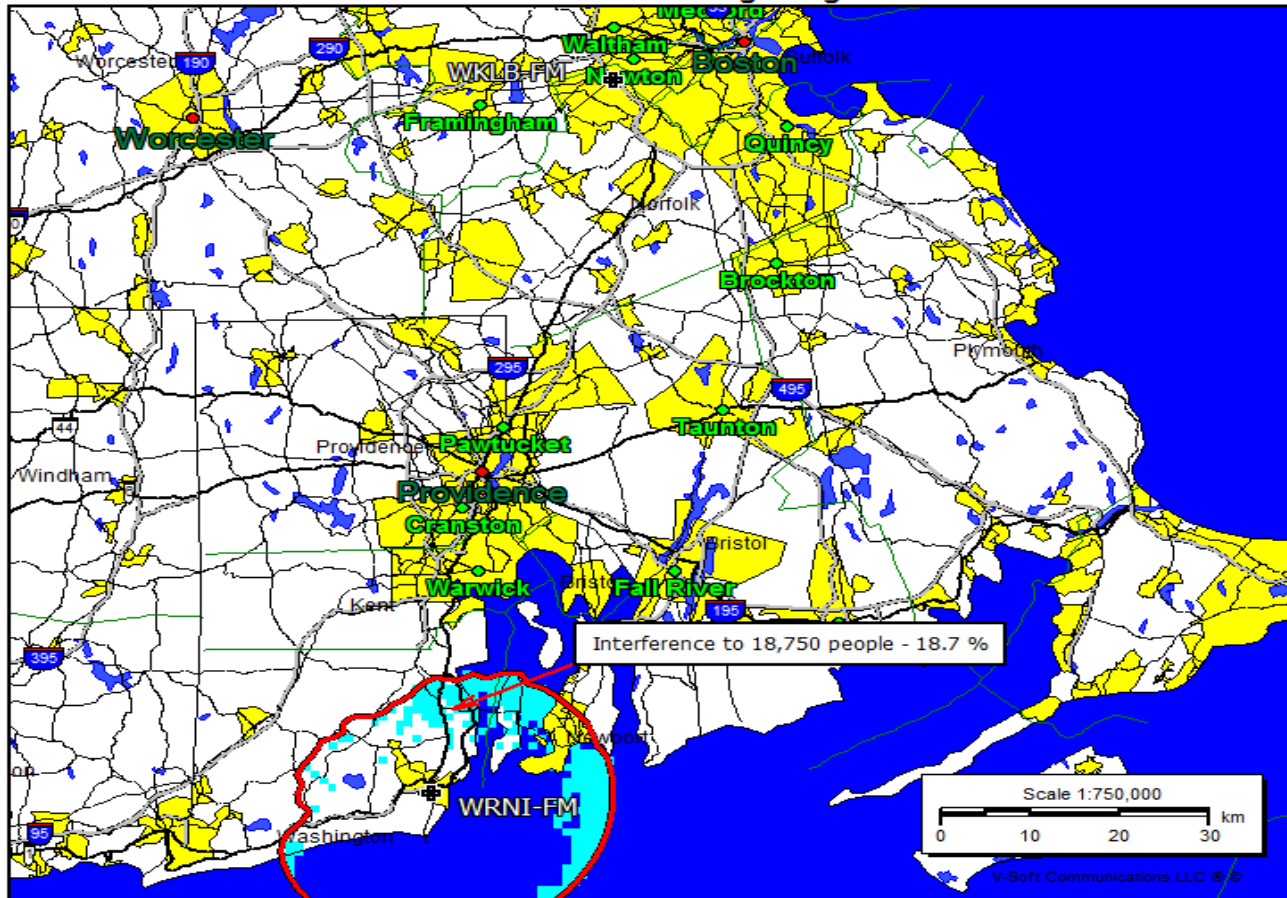 Medford
290
Waltham
Worcester
190
Boston
Suffolk
WKLB-FM
Newton
Framingham
Worcester
Quincy
Norfolk
Brockton
Plymouth
295
495
44
Pawtucket
Taunton
Providence
Windham
Providence
Cranston
Bristol
Warwick
Bristol
Fall River
Kent
195
Interference to 18,750 people - 18.7 %
395
Newport
Scale 1:750,000
WRNI-FM
km
0 10 20 30
95
Washington
V-Soft Communications LLC ® ©